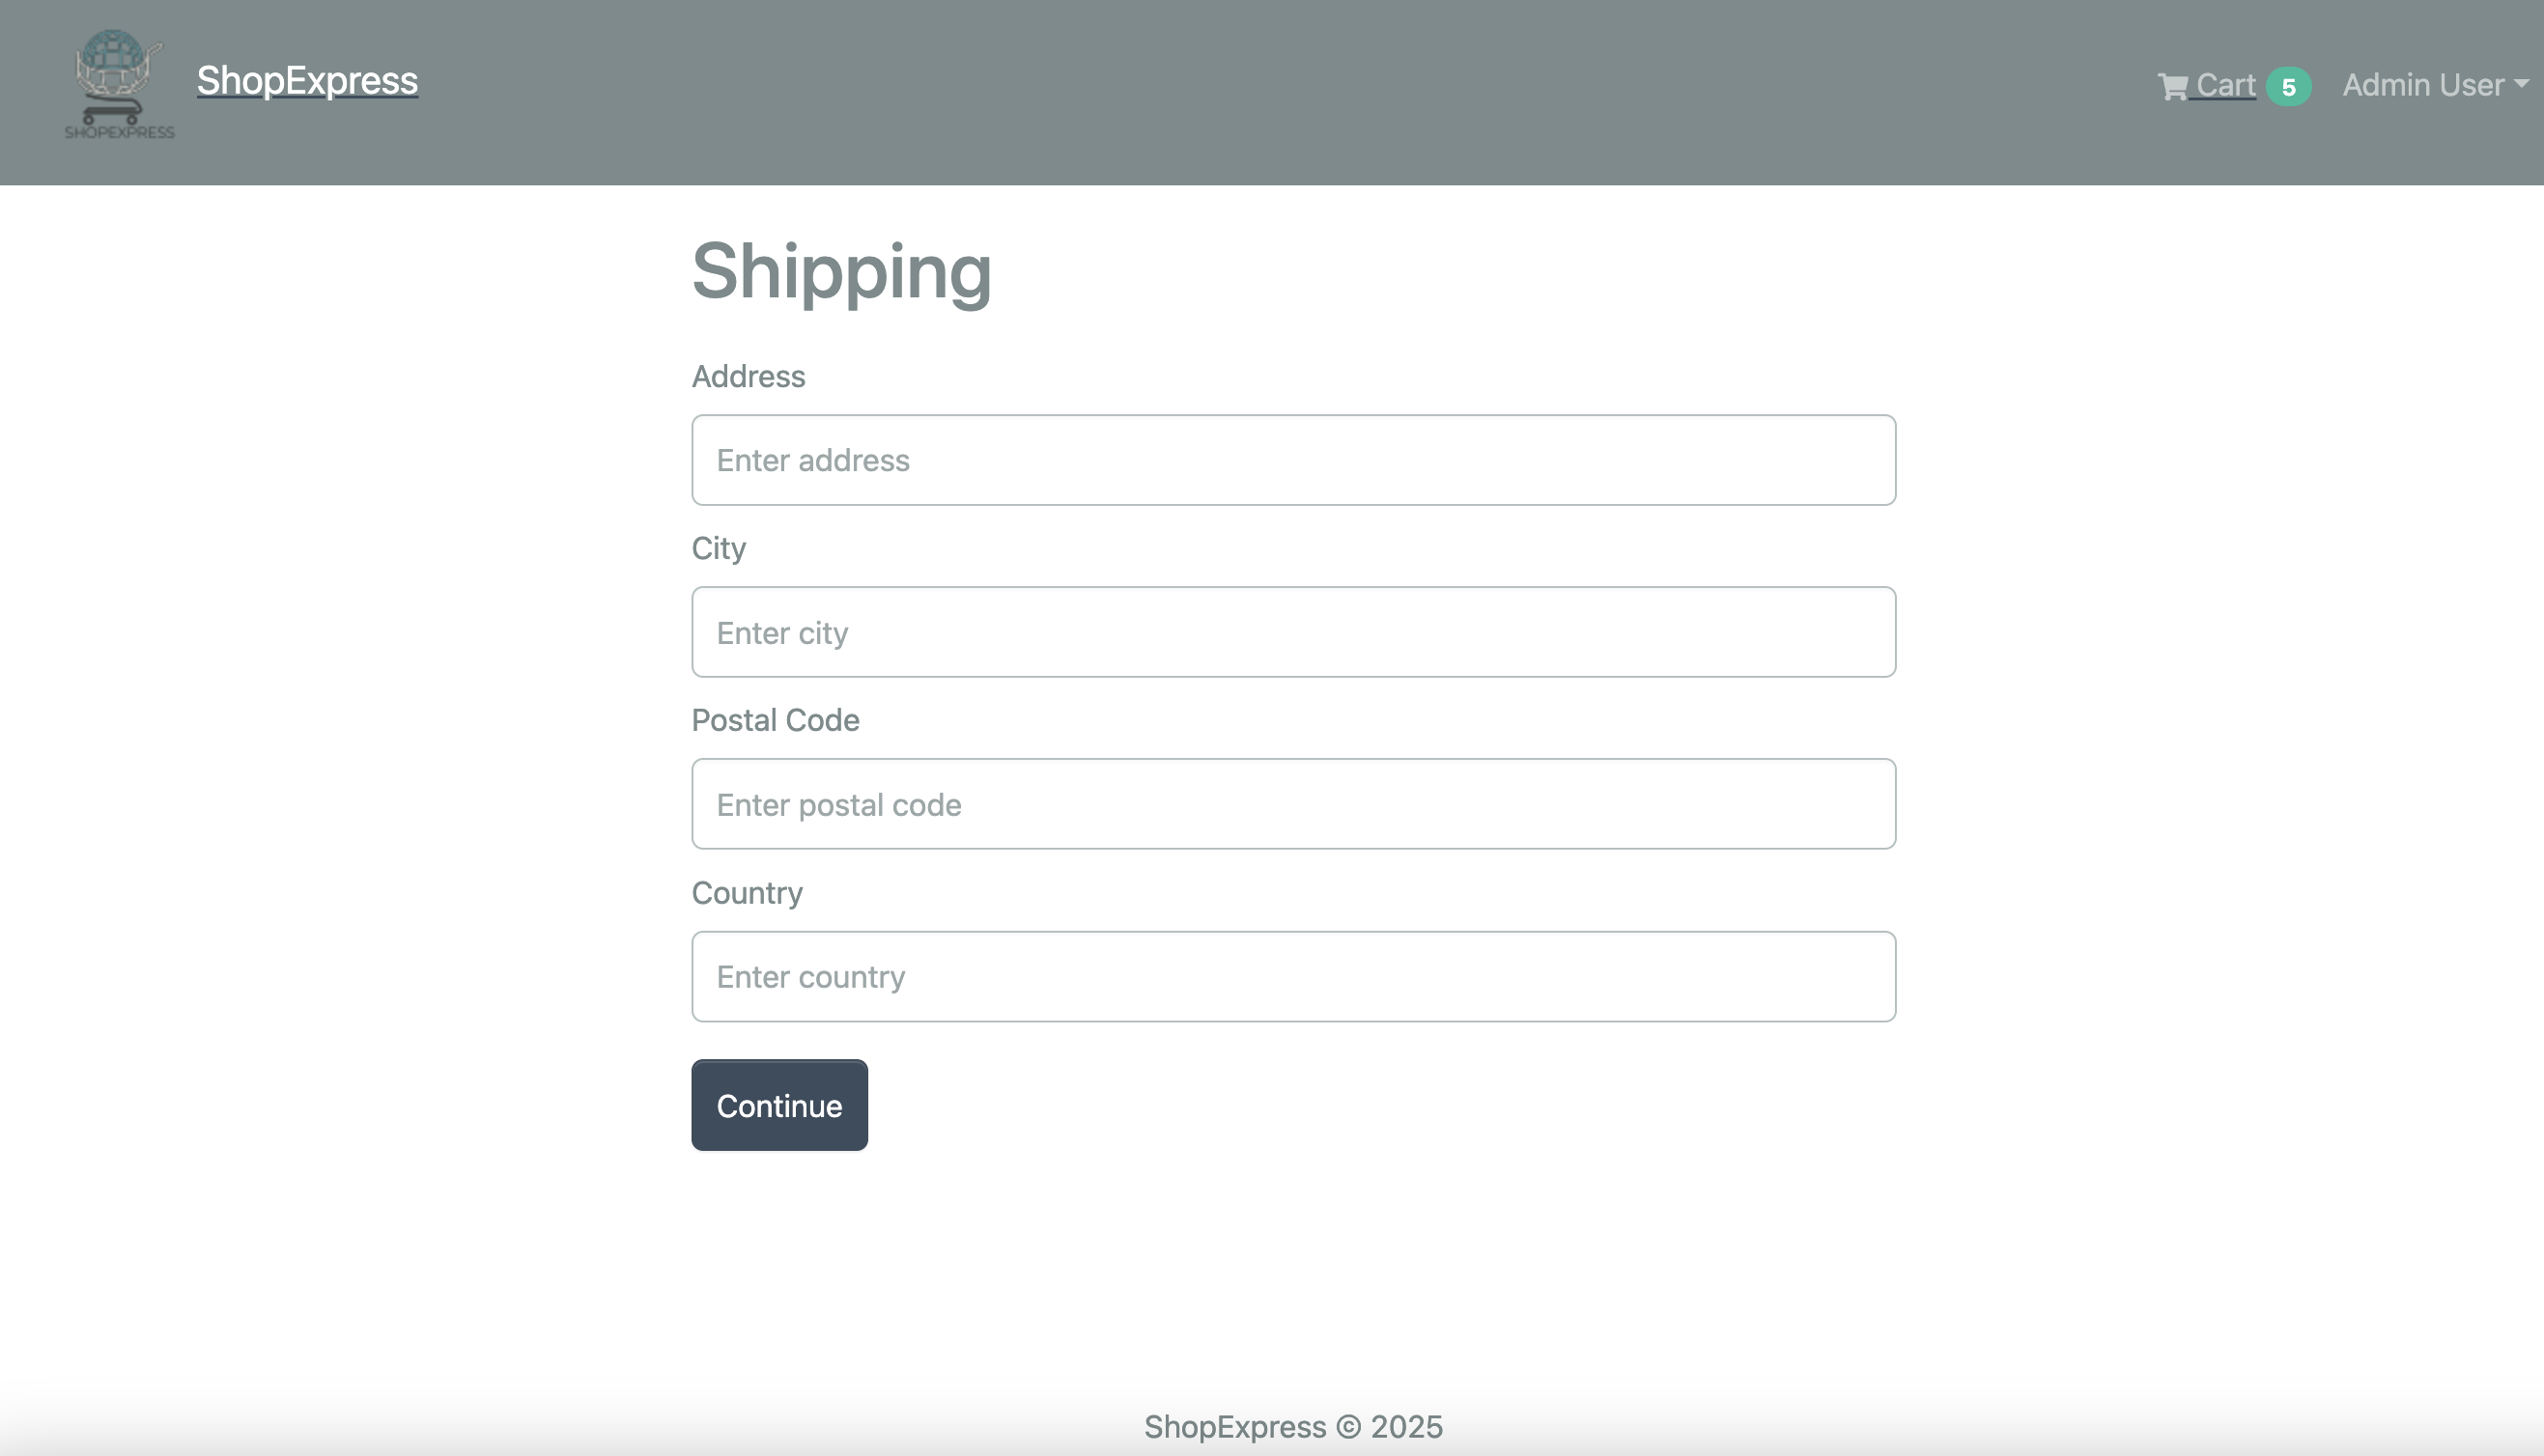 SHOPEXPRESS
ShopExpress
Cart 5
Admin User
Shipping
Address
Enter address
City
Enter city
Postal Code
Enter postal code
Country
Enter country
Continue
ShopExpress © 2025